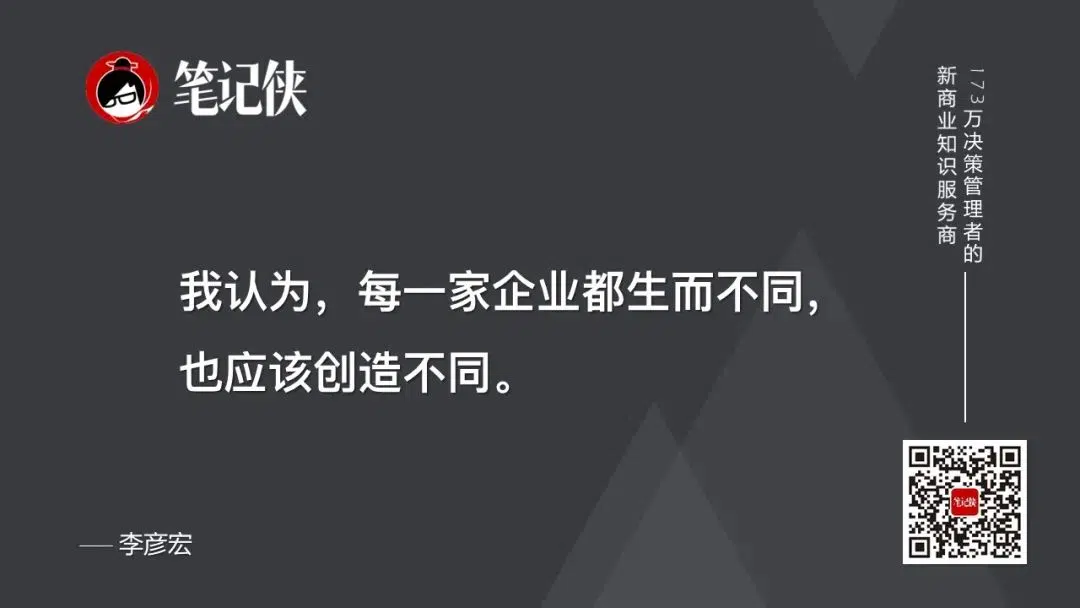 笔记侠
173万决策管理者的
新商业知识服务商
我认为，每一家企业都生而不同，
也应该创造不同。
—— 李彦宏
笔记侠